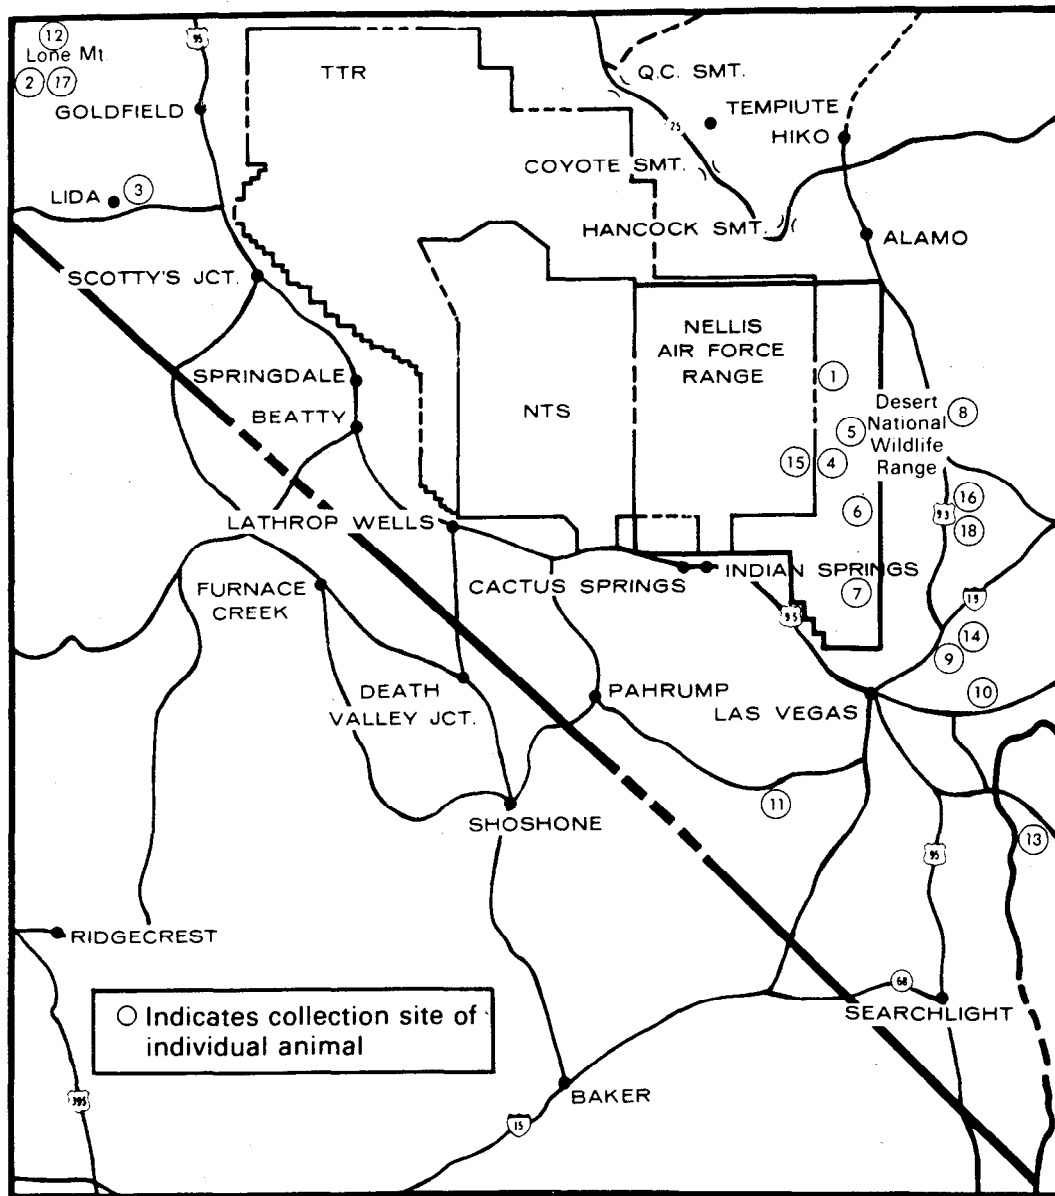 12
95
Lone Mt.
TTR
Q.C. SMT.
2 17
GOLDFIELD
TEMPIUTE
25
HIKO
COYOTE SMT.
LIDA 3
HANCOCK SMT.
ALAMO
SCOTTY'S JCT.
NELLIS
AIR FORCE
RANGE
1
SPRINGDALE
NTS
Desert
National
Wildlife
Range
8
BEATTY
5
15 4
16
6
93
LATHROP WELLS
18
CACTUS SPRINGS
INDIAN SPRINGS
FURNACE
CREEK
7
15
95
14
9
DEATH
VALLEY JCT.
PAHRUMP
10
LAS VEGAS
11
SHOSHONE
13
95
RIDGECREST
68
SEARCHLIGHT
Indicates collection site of
individual animal
395
BAKER
15